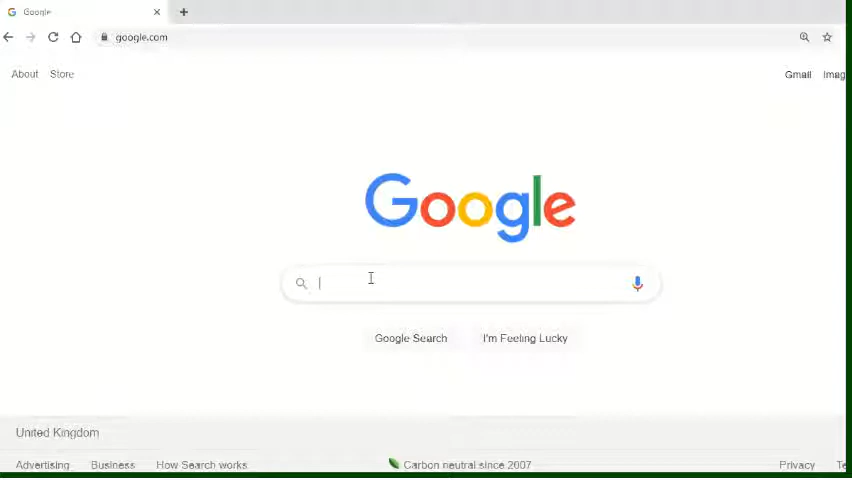 Google
google.com
About Store
Gmail Imag
Google
Google Search I'm Feeling Lucky
United Kingdom
Advertising Business How Search works Carbon neutral since 2007 Privacy Te